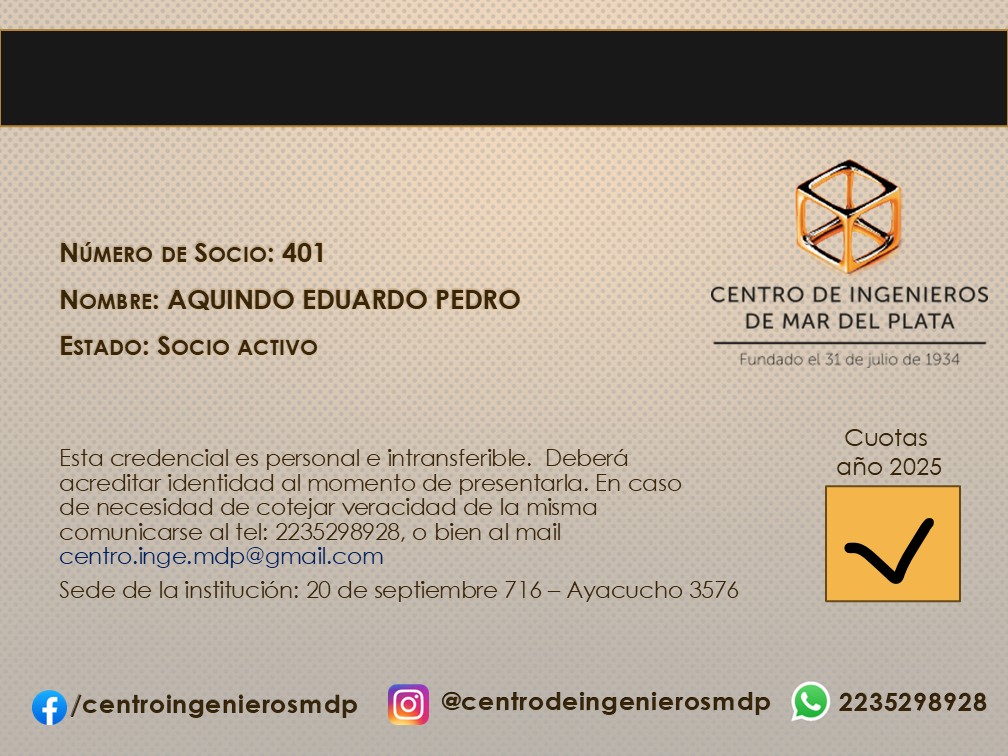 NÚMERO DE SOCIO: 401
NOMBRE: AQUINDO EDUARDO PEDRO
ESTADO: SOCIO ACTIVO
CENTRO DE INGENIEROS
DE MAR DEL PLATA
Fundado el 31 de julio de 1934
Esta credencial es personal e intransferible.  Deberá
acreditar identidad al momento de presentarla. En caso
de necesidad de cotejar veracidad de la misma
comunicarse al tel: 2235298928, o bien al mail
centro.inge.mdp@gmail.com
Sede de la institución: 20 de septiembre 716 – Ayacucho 3576
Cuotas
año 2025
/centroingenierosmdp
@centrodeingenierosmdp
2235298928